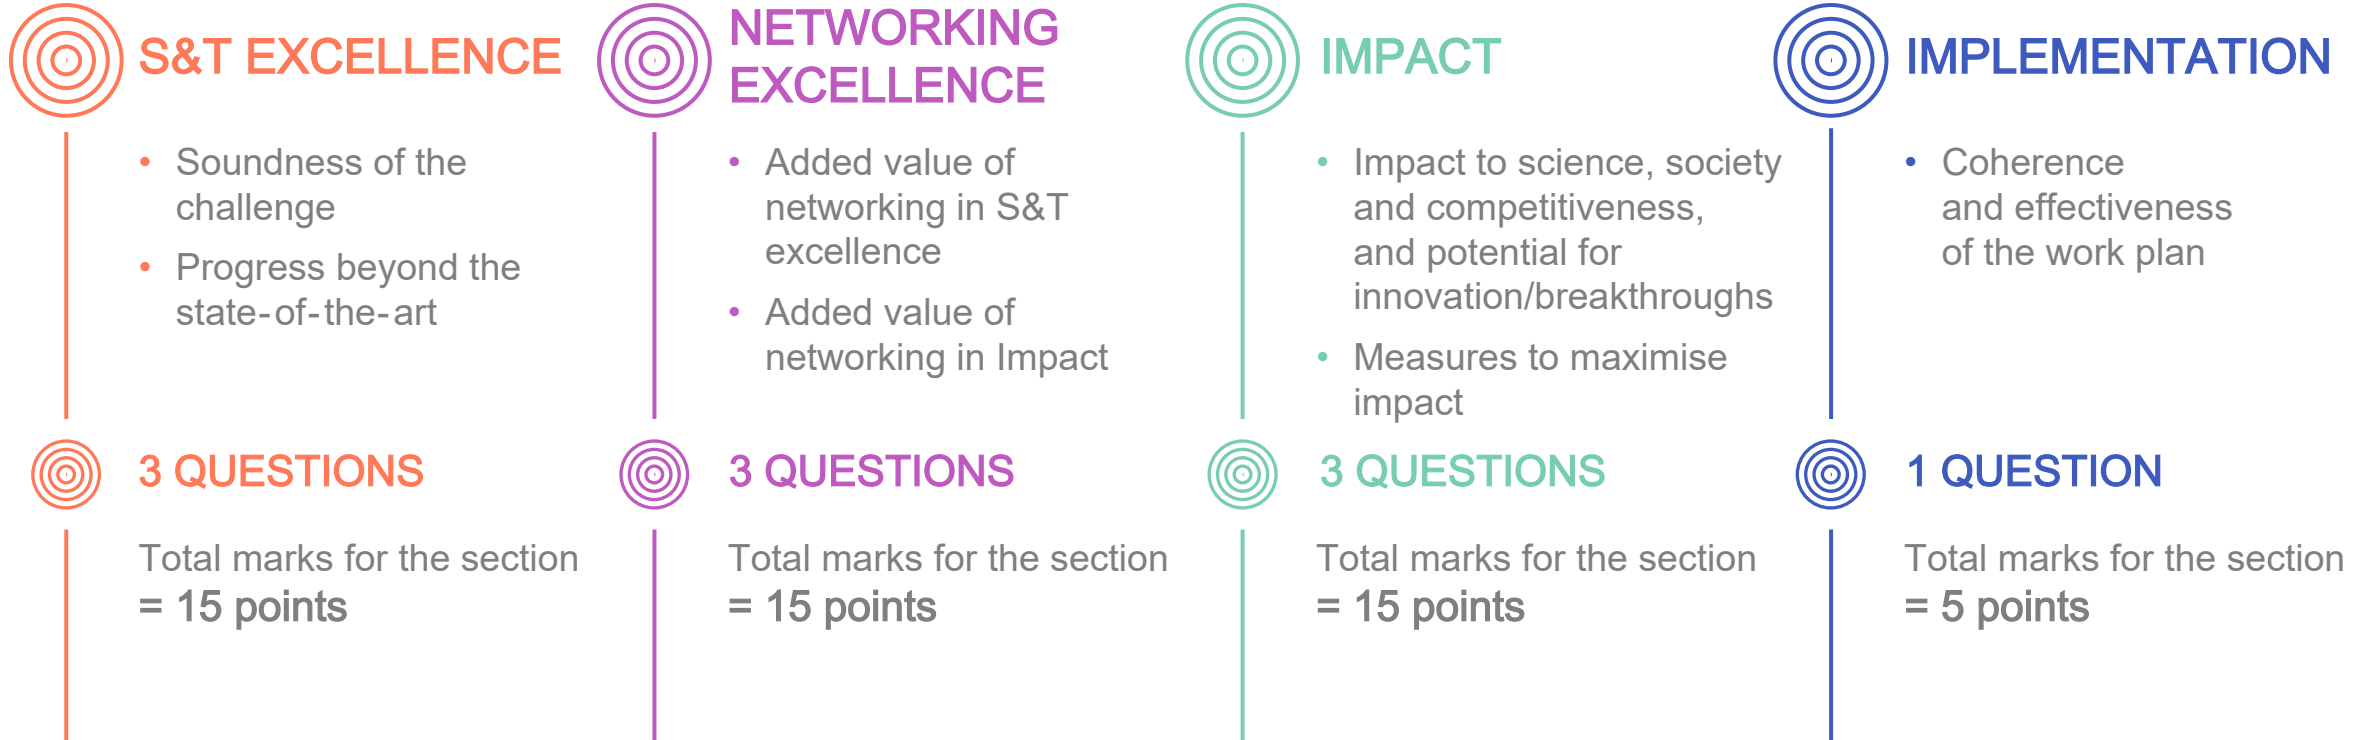 S&T EXCELLENCE
• Soundness of the
challenge
• Progress beyond the
state-of-the-art
3 QUESTIONS
Total marks for the section
= 15 points
NETWORKING
EXCELLENCE
• Added value of
networking in S&T
excellence
• Added value of
networking in Impact
3 QUESTIONS
Total marks for the section
= 15 points
IMPACT
• Impact to science, society
and competitiveness,
and potential for
innovation/breakthroughs
• Measures to maximise
impact
3 QUESTIONS
Total marks for the section
= 15 points
IMPLEMENTATION
• Coherence
and effectiveness
of the work plan
1 QUESTION
Total marks for the section
= 5 points